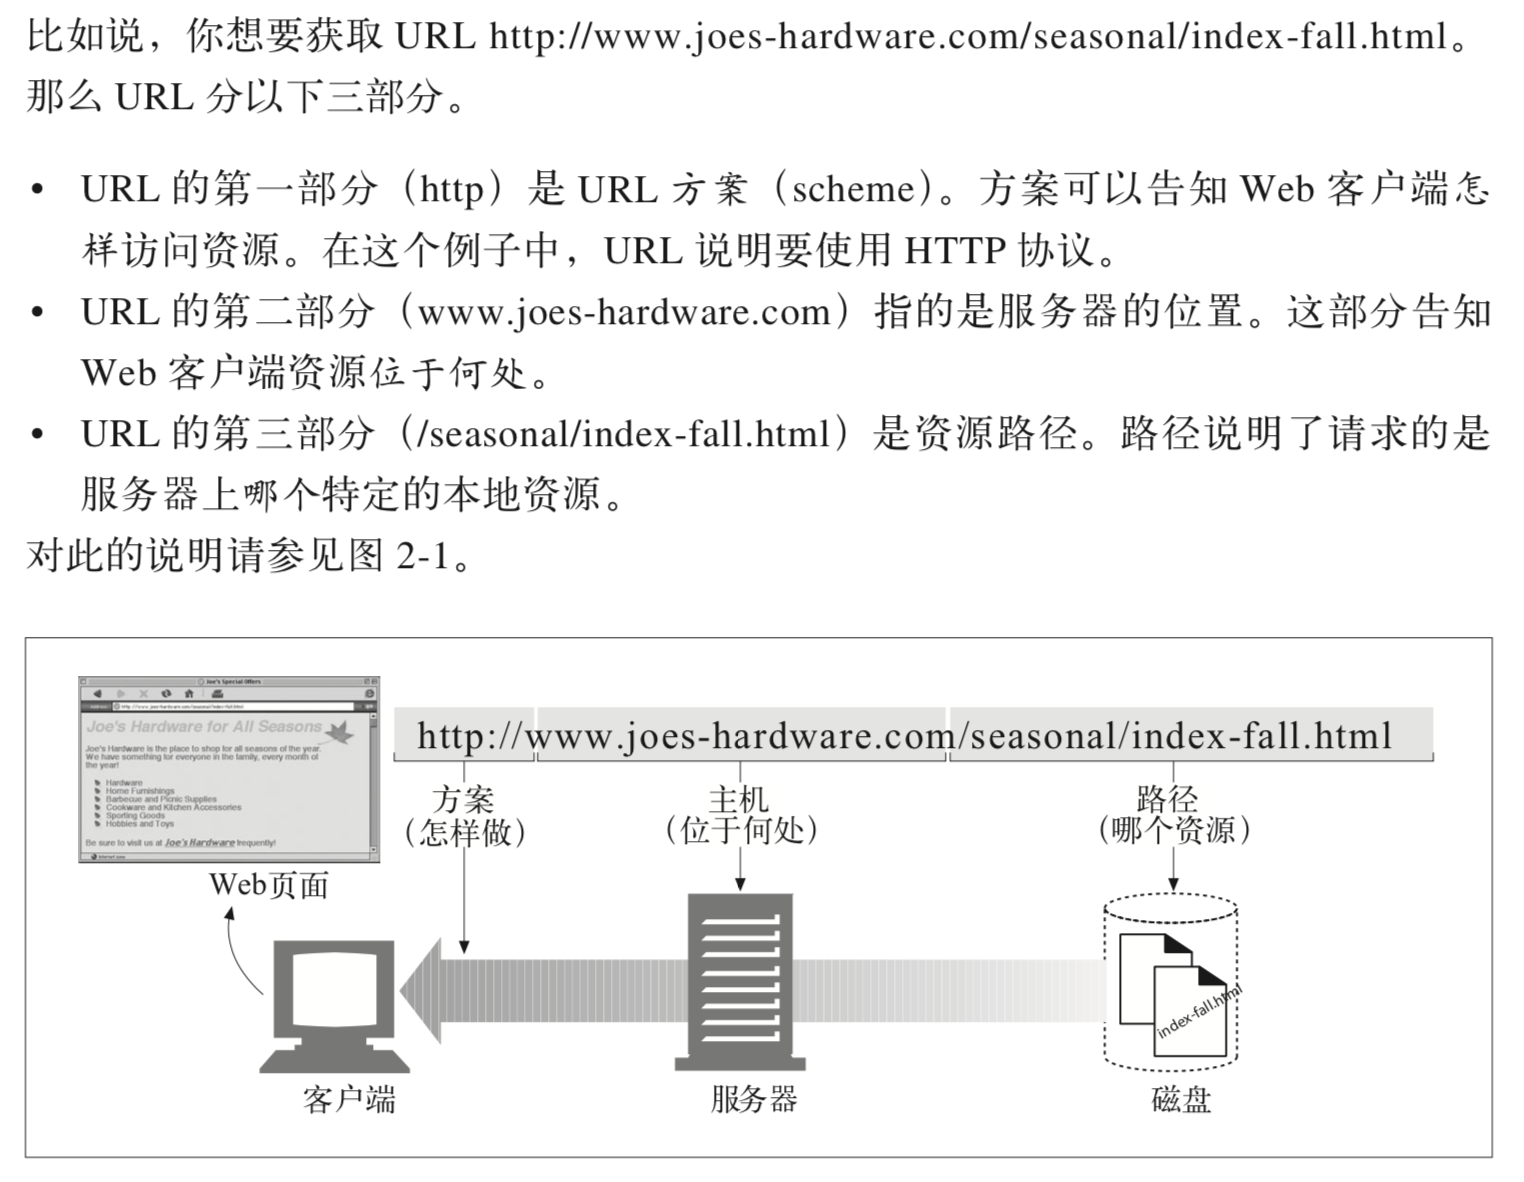 比如说，你想要获取 URL http://www.joes-hardware.com/seasonal/index-fall.html。
那么 URL 分以下三部分。
• URL 的第一部分（http）是 URL 方案（scheme）。方案可以告知 Web 客户端怎
样访问资源。在这个例子中，URL 说明要使用 HTTP 协议。
• URL 的第二部分（www.joes-hardware.com）指的是服务器的位置。这部分告知
Web 客户端资源位于何处。
• URL 的第三部分（/seasonal/index-fall.html）是资源路径。路径说明了请求的是
服务器上哪个特定的本地资源。
对此的说明请参见图 2-1。
Joe's Special Offers
http://www.joes-hardware.com/seasonal/index-fall.html
Joe's Hardware for All Seasons
Joe's Hardware is the place to shop for all seasons of the year.
We have something for everyone in the family, every month of
the year!
Hardware
Home Furnishings
Barbecue and Picnic Supplies
Cookware and Kitchen Accessories
Sporting Goods
Hobbies and Toys
Be sure to visit us at Joe's Hardware frequently!
Internet zone
Web页面
http://www.joes-hardware.com/seasonal/index-fall.html
方案
（怎样做）
主机
（位于何处）
路径
（哪个资源）
index-fall.html
客户端
服务器
磁盘